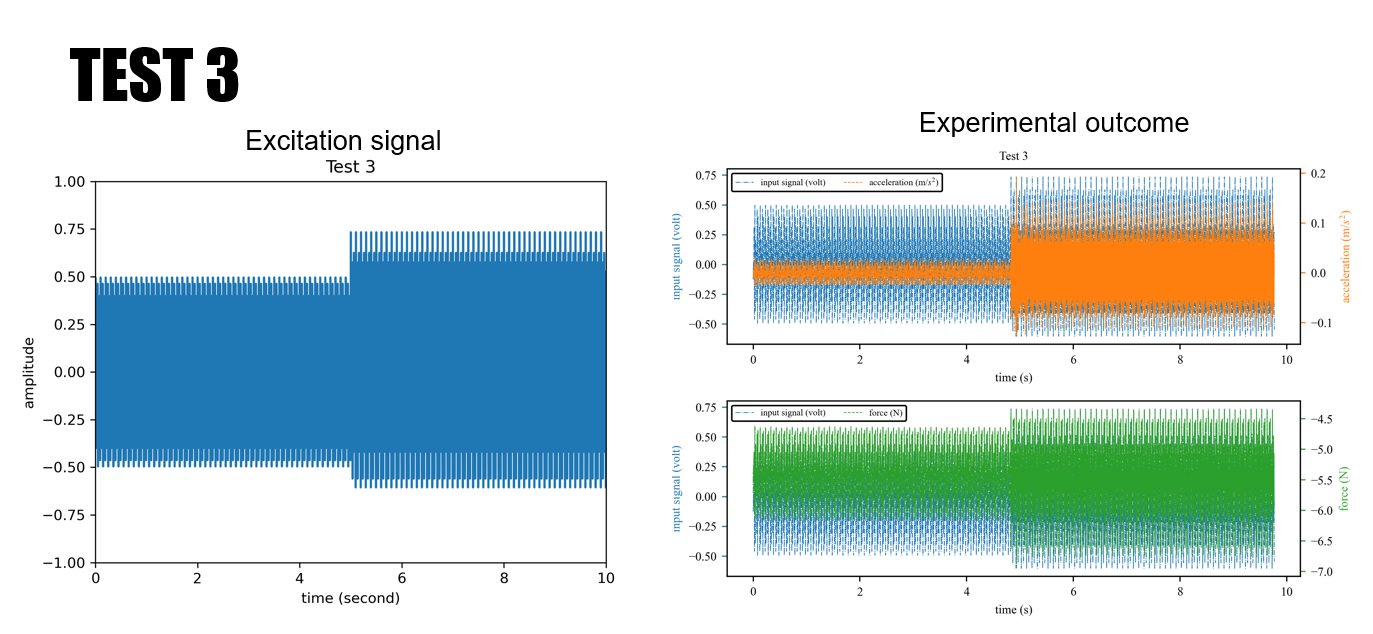 TEST 3
Excitation signal
Test 3
1.00
0.75
0.50
0.25
0.00
−0.25
−0.50
−0.75
−1.00
amplitude
0 2 4 6 8 10
time (second)
Experimental outcome
Test 3
input signal (volt) acceleration (m/s²)
0.75
0.50
0.25
0.00
−0.25
−0.50
input signal (volt)
0.2
0.1
0.0
−0.1
acceleration (m/s²)
0 2 4 6 8 10
time (s)
input signal (volt) force (N)
0.75
0.50
0.25
0.00
−0.25
−0.50
input signal (volt)
−4.5
−5.0
−5.5
−6.0
−6.5
−7.0
force (N)
0 2 4 6 8 10
time (s)